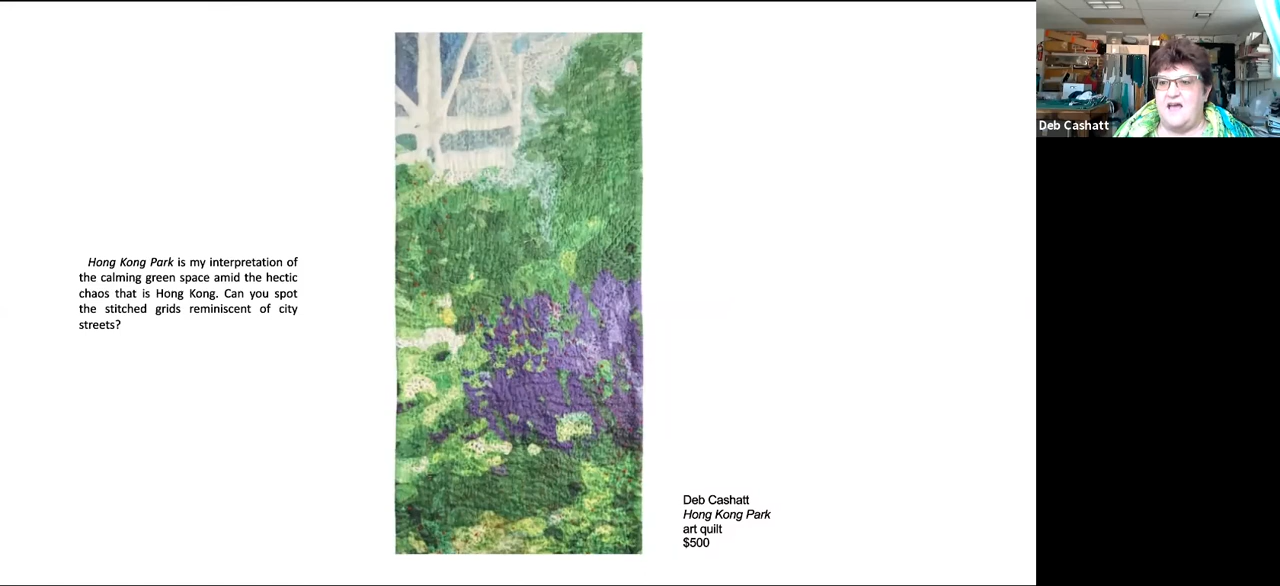 Hong Kong Park is my interpretation of
the calming green space amid the hectic
chaos that is Hong Kong. Can you spot
the stitched grids reminiscent of city
streets?
Deb Cashatt
Hong Kong Park
art quilt
$500
Deb Cashatt